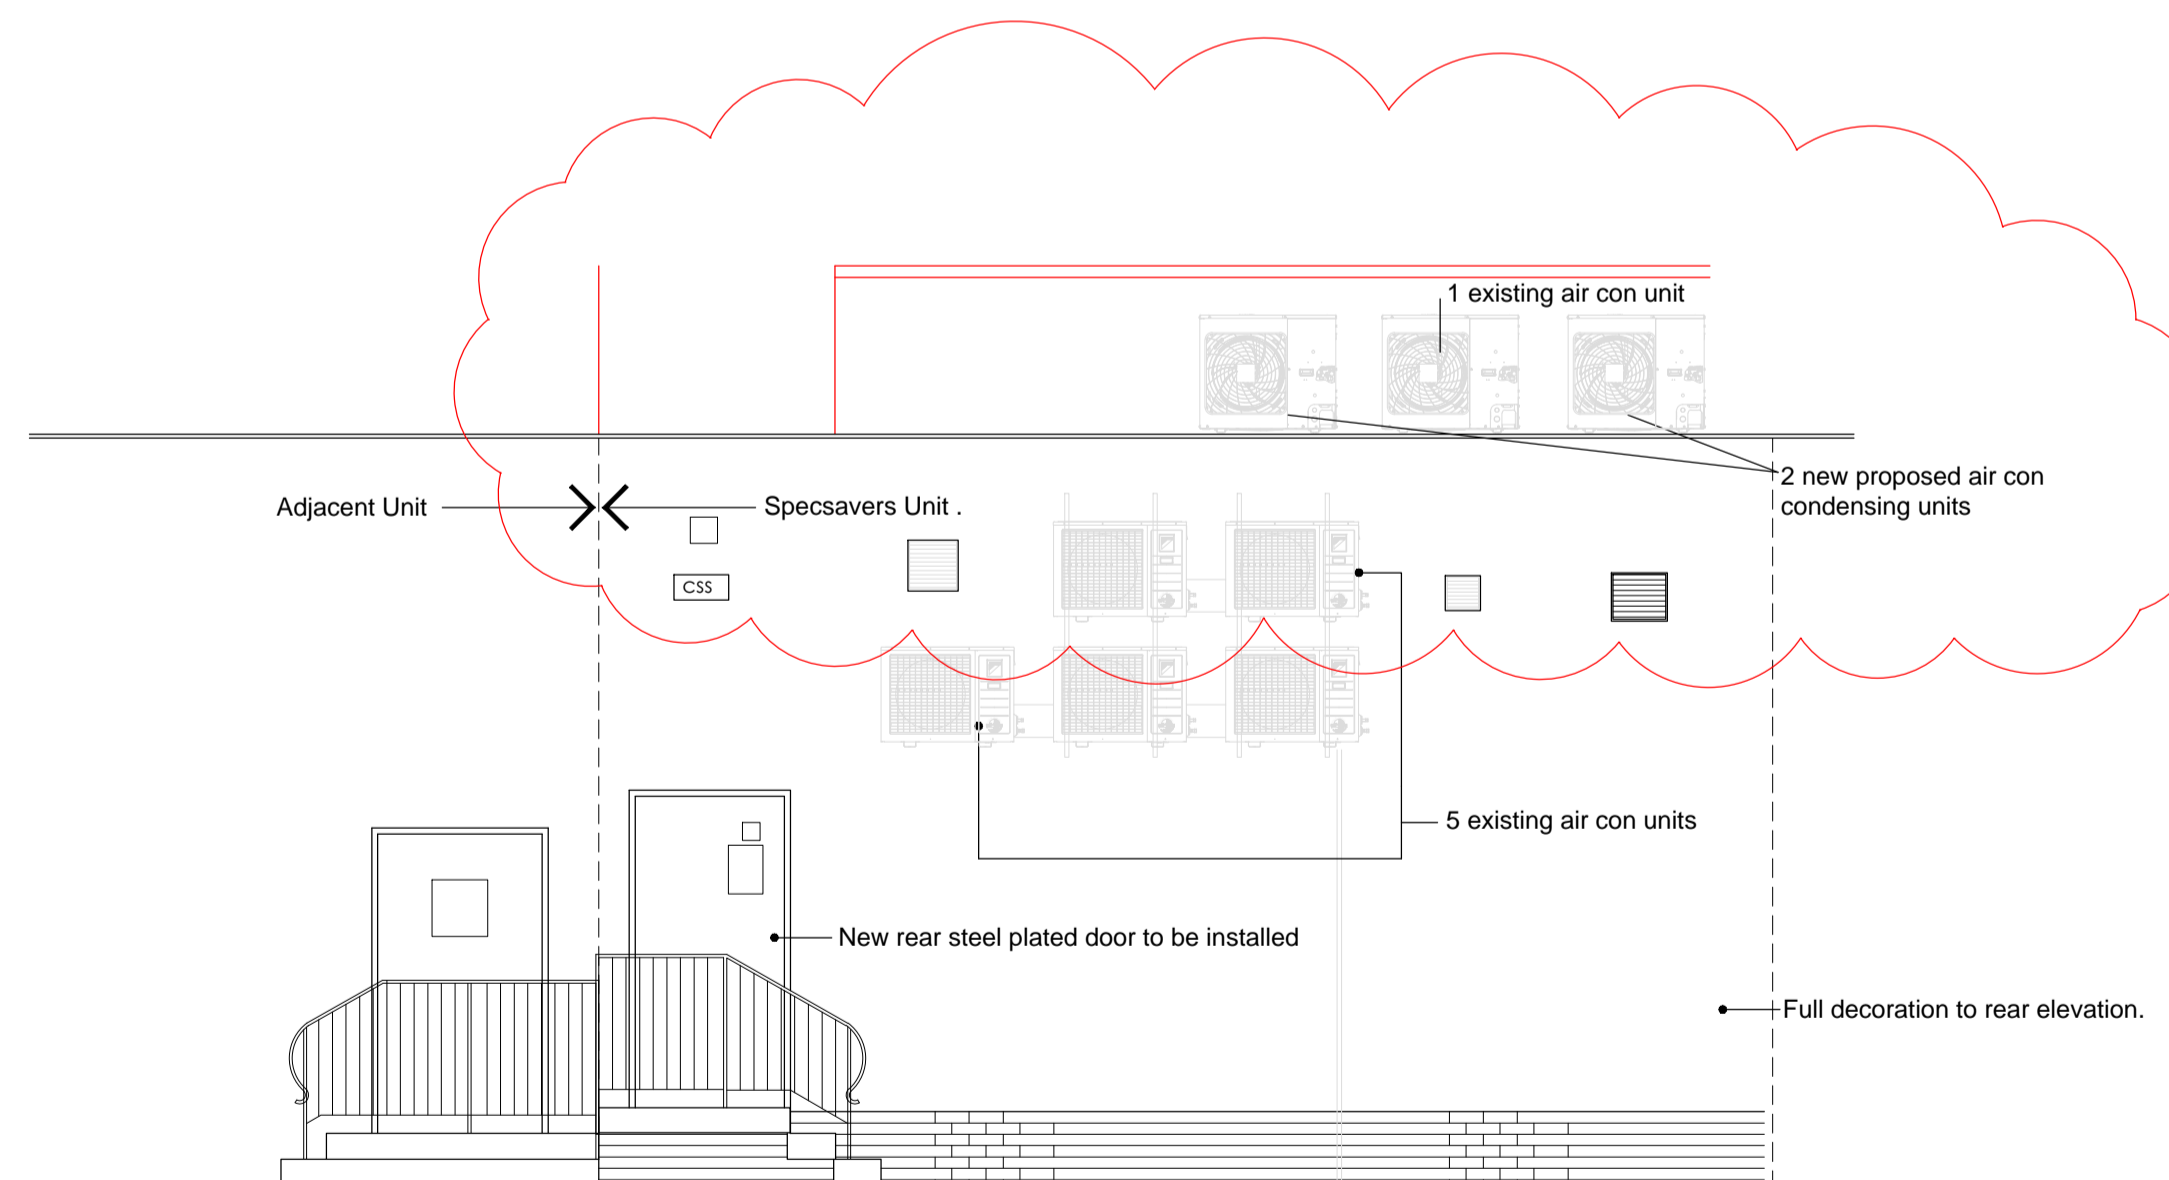 1 existing air con unit
2 new proposed air con
condensing units
Adjacent Unit
Specsavers Unit .
CSS
5 existing air con units
New rear steel plated door to be installed
Full decoration to rear elevation.